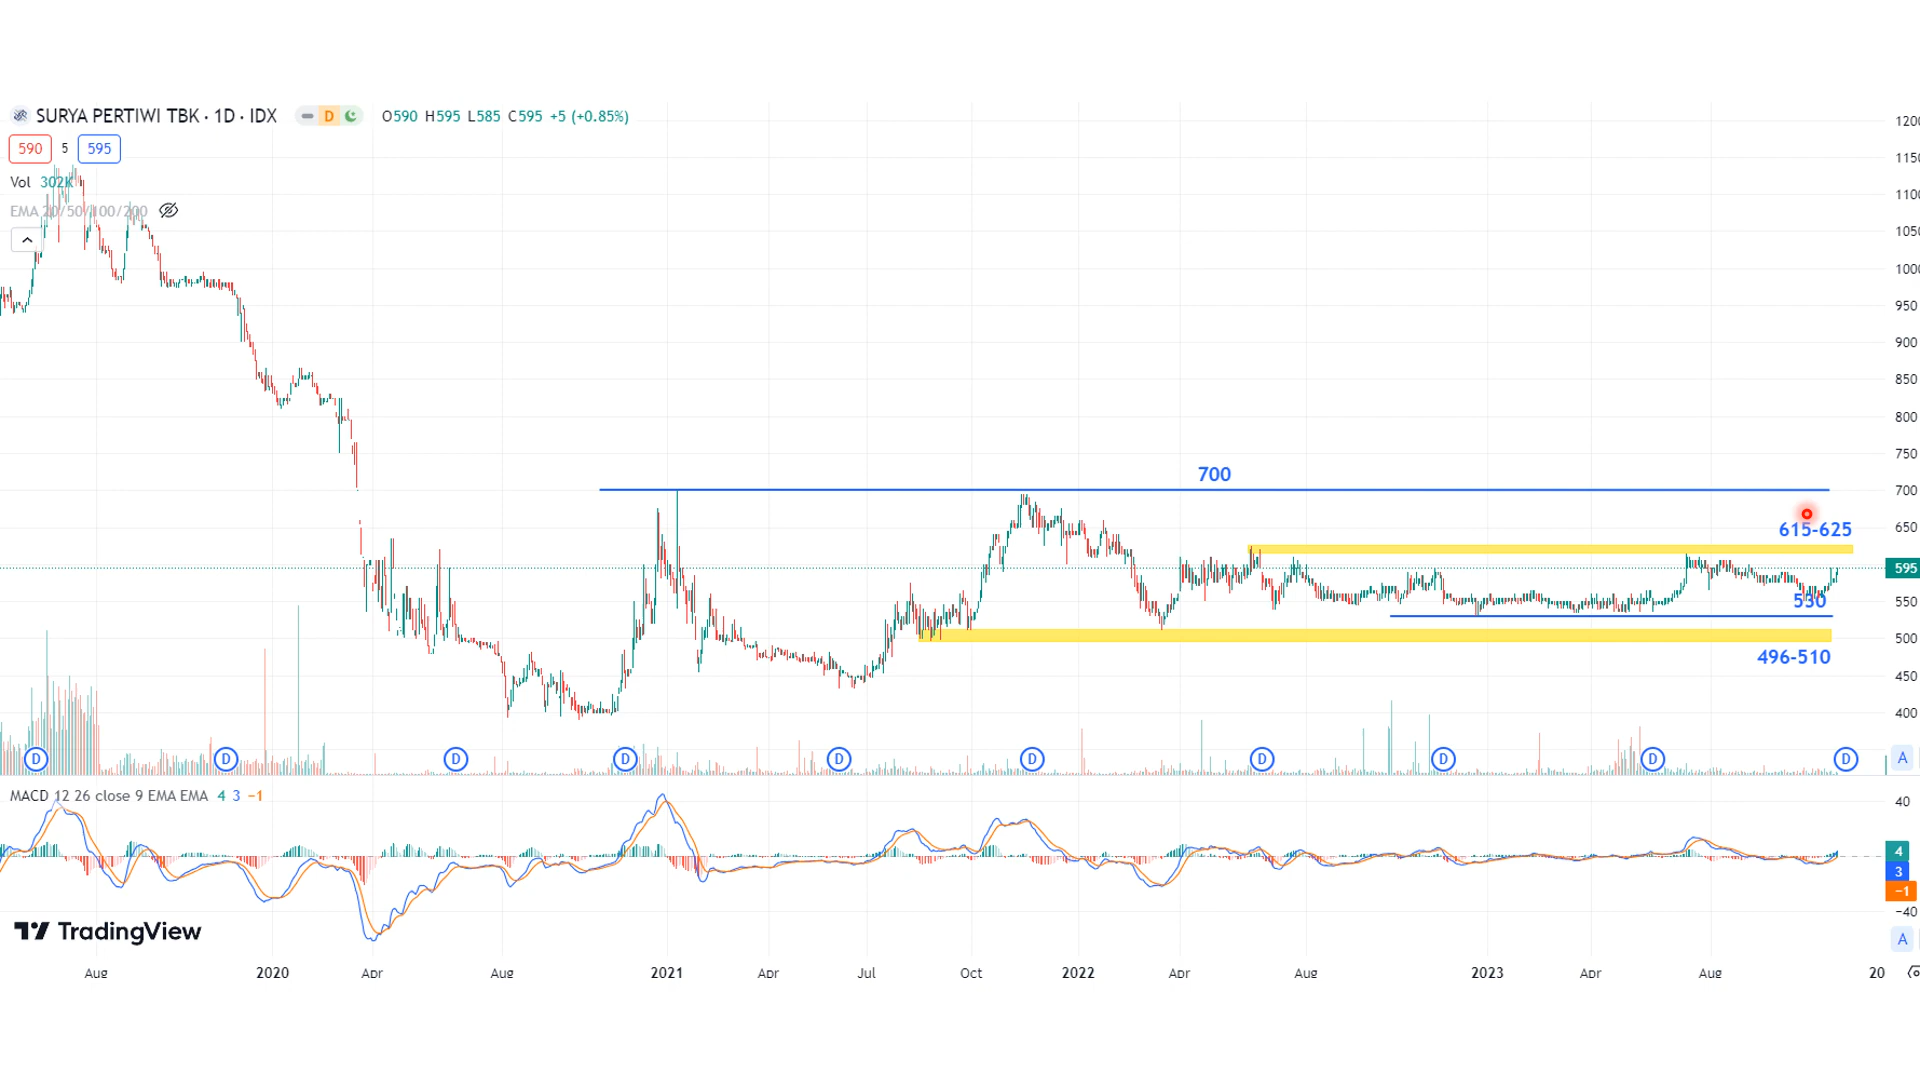 SURYA PERTIWI TBK · 1D · IDX D O590 H595 L585 C595 +5 (+0.85%)
590 5 595
Vol 302K
EMA 20/50/100/200
1150
1100
1050
1000
950
900
850
800
750
700
650
595
550
500
450
400
700
615-625
530
496-510
D D D D D D D D D D
A
MACD 12 26 close 9 EMA EMA 4 3 −1
40
4
3
−1
−40
TradingView
A
Aug 2020 Apr Aug 2021 Apr Jul Oct 2022 Apr Aug 2023 Apr Aug 20